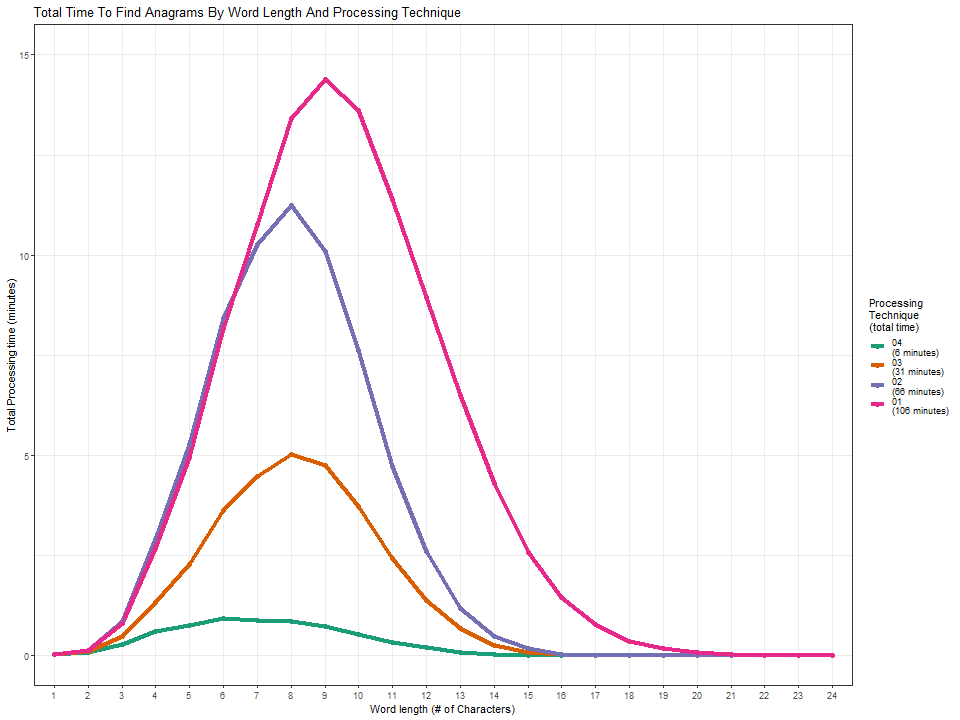 Total Time To Find Anagrams By Word Length And Processing Technique
15
10
5
0
Total Processing time (minutes)
1 2 3 4 5 6 7 8 9 10 11 12 13 14 15 16 17 18 19 20 21 22 23 24
Word length (# of Characters)
Processing
Technique
(total time)
04
(6 minutes)
03
(31 minutes)
02
(66 minutes)
01
(106 minutes)